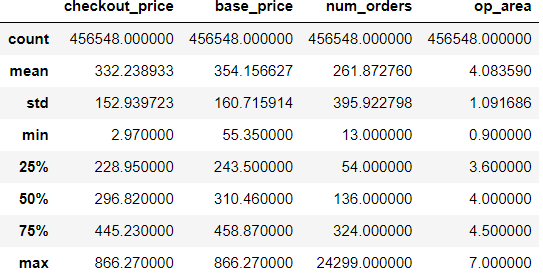 checkout_price base_price num_orders op_area
count 456548.000000 456548.000000 456548.000000 456548.000000
mean 332.238933 354.156627 261.872760 4.083590
std 152.939723 160.715914 395.922798 1.091686
min 2.970000 55.350000 13.000000 0.900000
25% 228.950000 243.500000 54.000000 3.600000
50% 296.820000 310.460000 136.000000 4.000000
75% 445.230000 458.870000 324.000000 4.500000
max 866.270000 866.270000 24299.000000 7.000000